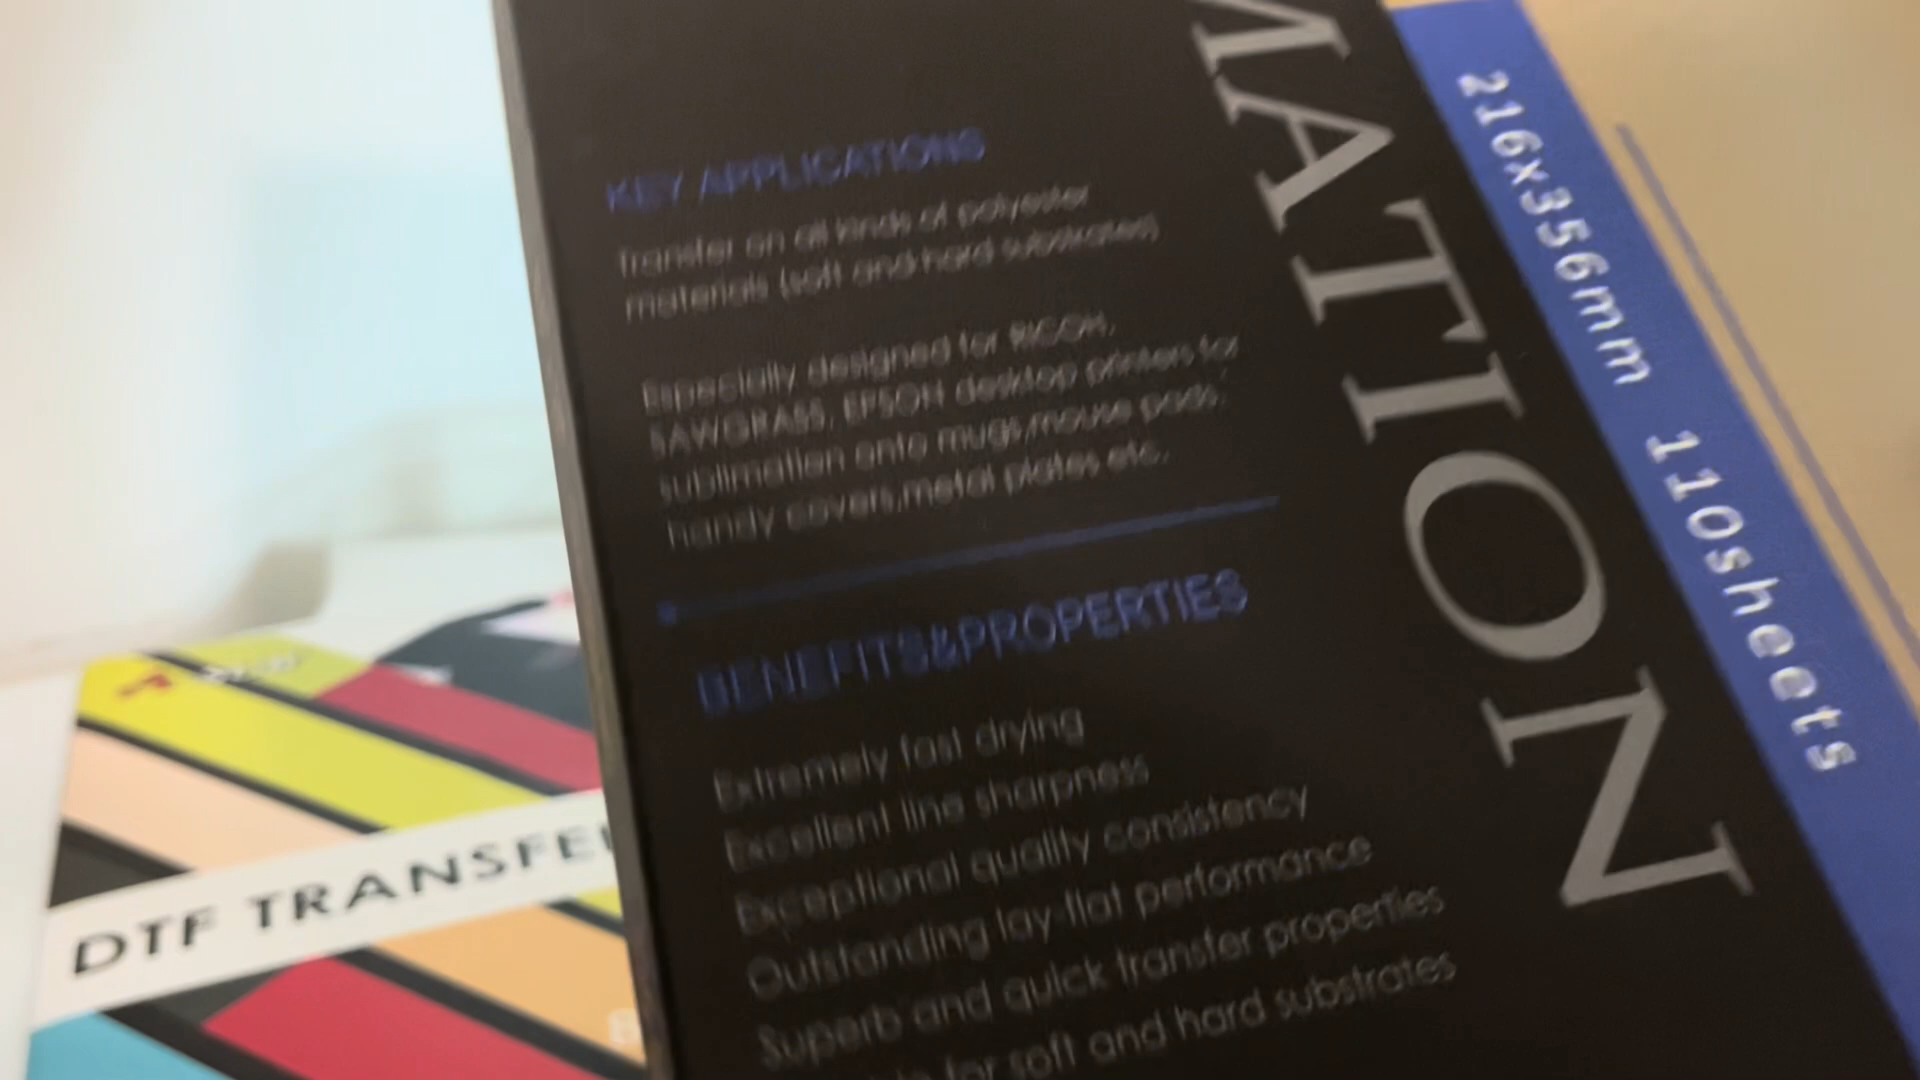 KEY APPLICATIONS
Transfer on all kinds of polyester
materials (soft and hard substrates)
Especially designed for RICOH,
SAWGRASS, EPSON desktop printers for
sublimation onto mugs,mouse pads,
handy covers,metal plates etc.
BENEFITS&PROPERTIES
Extremely fast drying
Excellent line sharpness
Exceptional quality consistency
Outstanding lay-flat performance
Superb and quick transfer properties
for soft and hard substrates
MATION
216x356mm 110sheets
DTF TRANSFE